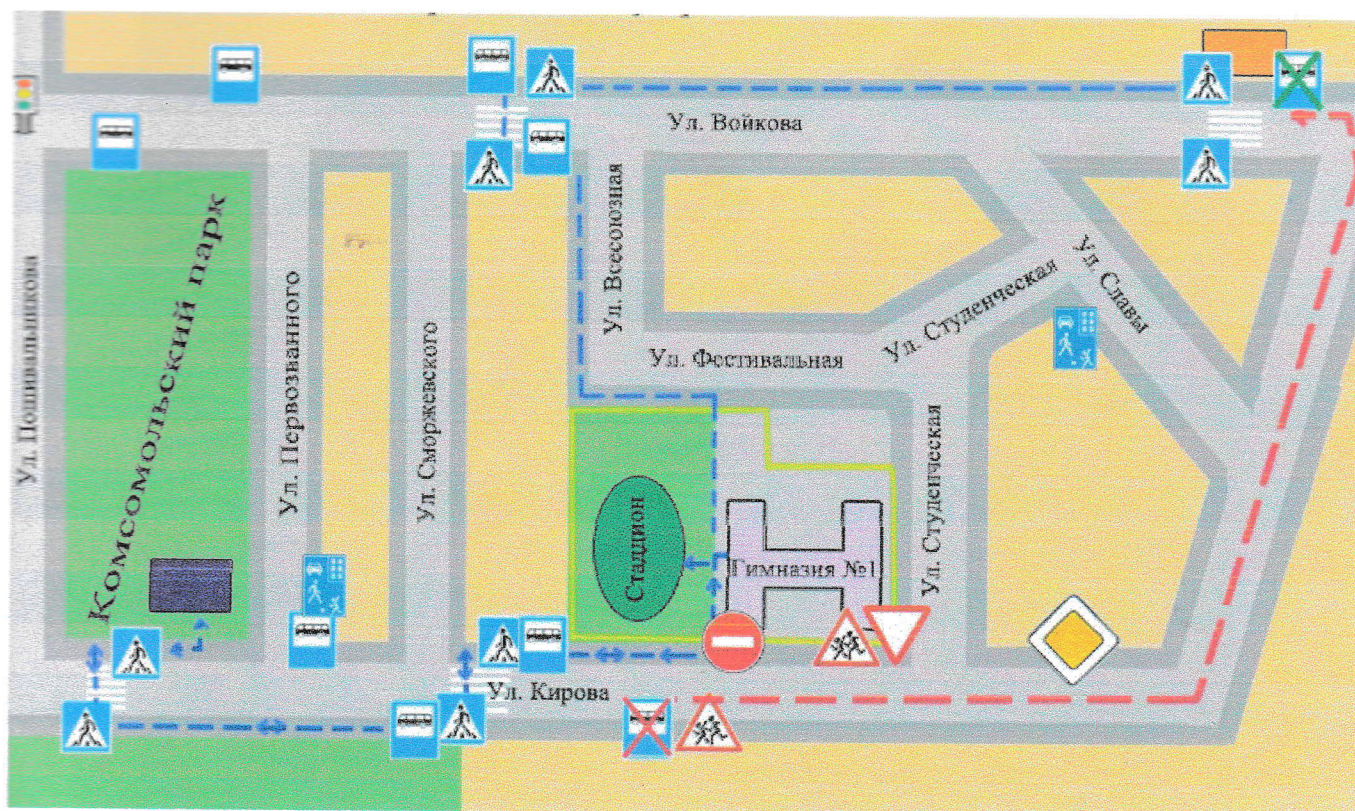 Ул. Войкова
Ул. Попивальникова
Комсомольский парк
Ул. Первозванного
Ул. Сморжевского
Ул. Всесоюзная
Ул. Фестивальная
Ул. Студенческая
Ул. Славы
Ул. Студенческая
Стадион
Гимназия №1
Ул. Кирова